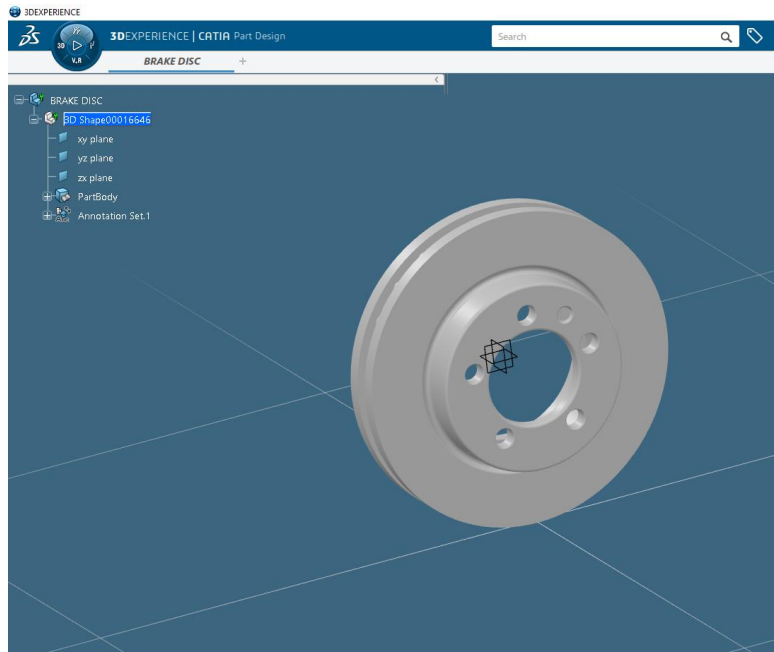 3DEXPERIENCE
3DEXPERIENCE | CATIA Part Design
Search
3D
V.R
BRAKE DISC
BRAKE DISC
3D Shape00016646
xy plane
yz plane
zx plane
PartBody
Annotation Set.1